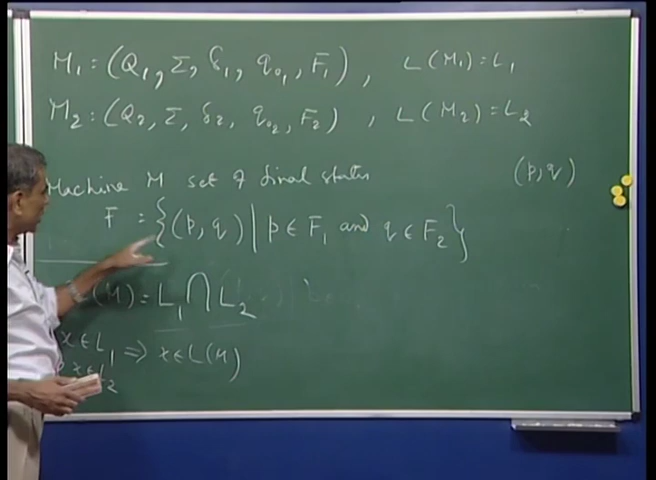 M₁ = (Q₁, Σ, δ₁, q₀₁, F₁), L(M₁) = L₁
M₂ = (Q₂, Σ, δ₂, q₀₂, F₂), L(M₂) = L₂
Machine M set of final states (p,q)
F = {(p, q) | p ∈ F₁ and q ∈ F₂}
(M) = L₁ ⋂ L₂
x ∈ L₁ ⇒ x ∈ L(M)
x ∈ L₂